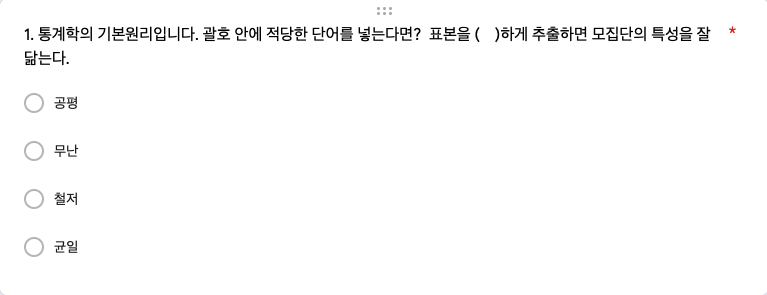 1. 통계학의 기본원리입니다. 괄호 안에 적당한 단어를 넣는다면? 표본을 ( )하게 추출하면 모집단의 특성을 잘 *
닮는다.
공평
무난
철저
균일